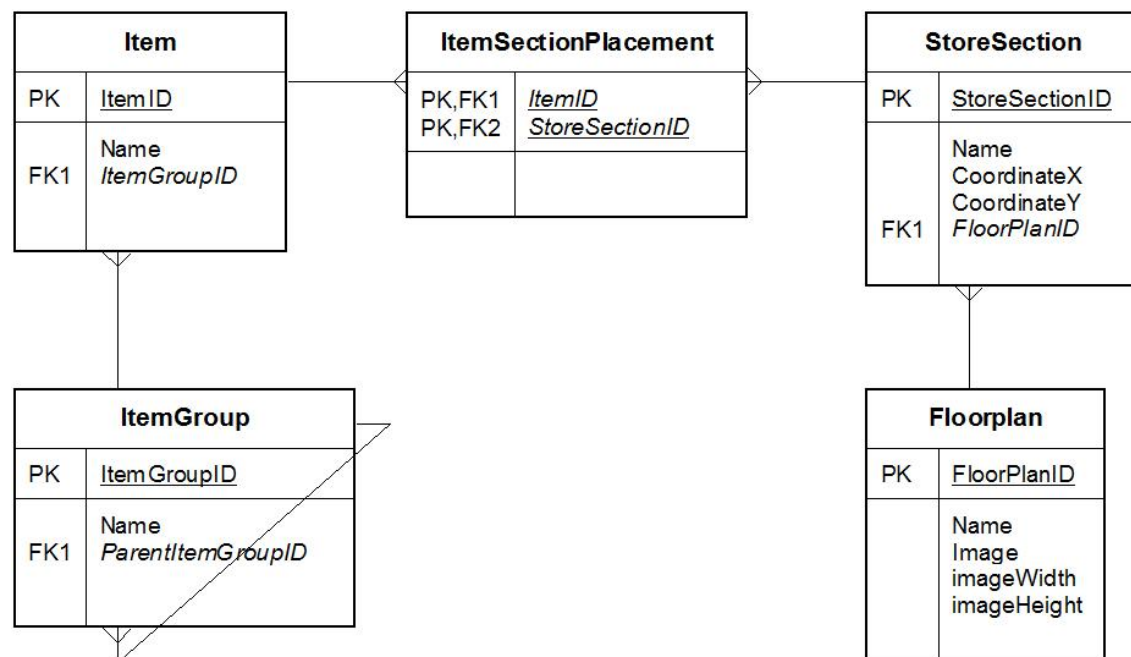 Item
PK ItemID
Name
FK1 ItemGroupID
ItemSectionPlacement
PK,FK1 ItemID
PK,FK2 StoreSectionID
StoreSection
PK StoreSectionID
Name
CoordinateX
CoordinateY
FK1 FloorPlanID
ItemGroup
PK ItemGroupID
Name
FK1 ParentItemGroupID
Floorplan
PK FloorPlanID
Name
Image
imageWidth
imageHeight